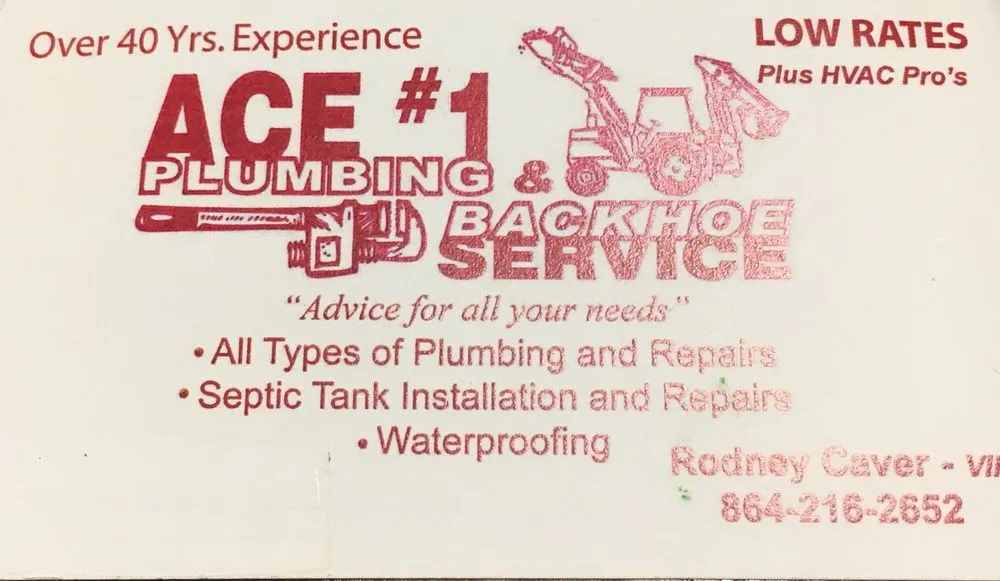 Over 40 Yrs. Experience
LOW RATES
Plus HVAC Pro's
ACE #1
PLUMBING &
BACKHOE
SERVICE
"Advice for all your needs"
• All Types of Plumbing and Repairs
• Septic Tank Installation and Repairs
• Waterproofing
Rodney Caver -
864-216-2652